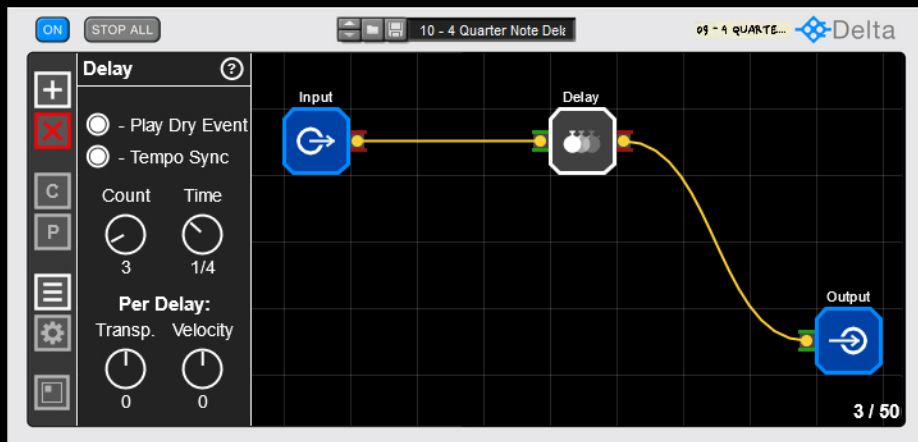 ON
STOP ALL
10 - 4 Quarter Note Dela
09 - 4 QUARTE...
Delta
Delay
?
- Play Dry Event
- Tempo Sync
C
P
Count
Time
3
1/4
Per Delay:
Transp.
Velocity
0
0
Input
Delay
Output
3 / 50